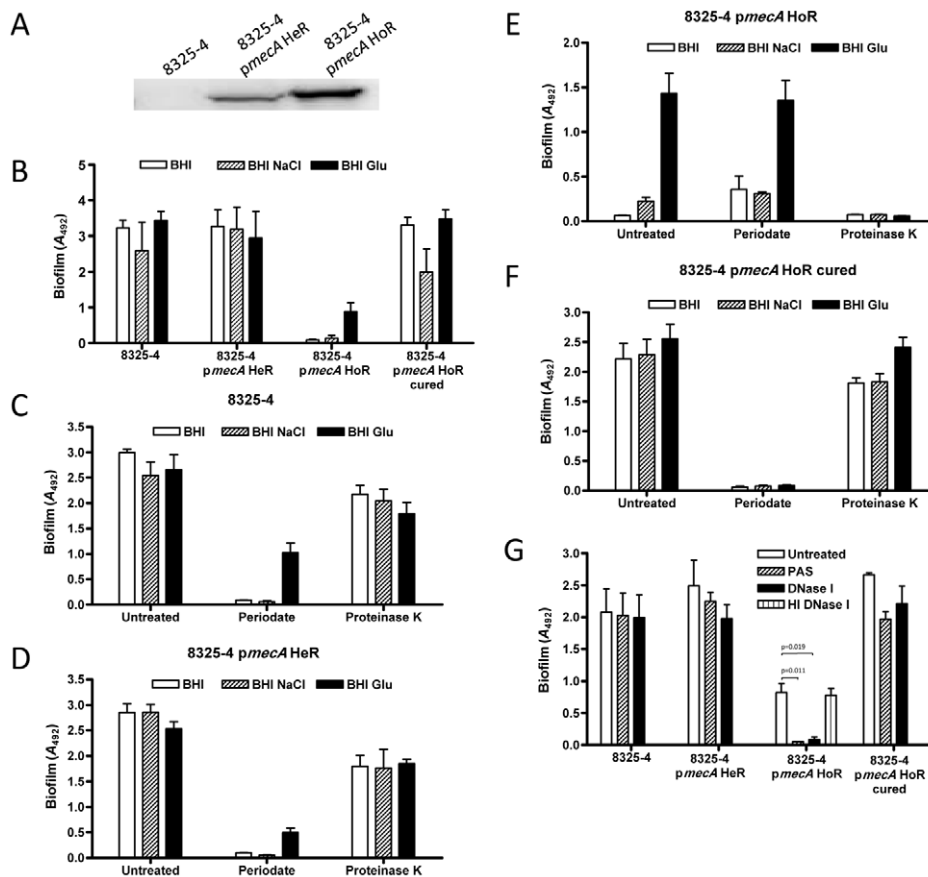 A
8325-4
8325-4
pmecA HeR
8325-4
pmecA HoR
B
BHI BHI NaCl BHI Glu
Biofilm (A492)
4
3
2
1
0
8325-4
8325-4
pmecA HeR
8325-4
pmecA HoR
8325-4
pmecA HoR
cured
C
8325-4
BHI BHI NaCl BHI Glu
Biofilm (A492)
3.5
3.0
2.5
2.0
1.5
1.0
0.5
0.0
Untreated Periodate Proteinase K
D
8325-4 pmecA HeR
BHI BHI NaCl BHI Glu
Biofilm (A492)
3.5
3.0
2.5
2.0
1.5
1.0
0.5
0.0
Untreated Periodate Proteinase K
E
8325-4 pmecA HoR
BHI BHI NaCl BHI Glu
Biofilm (A492)
2.0
1.5
1.0
0.5
0.0
Untreated Periodate Proteinase K
F
8325-4 pmecA HoR cured
BHI BHI NaCl BHI Glu
Biofilm (A492)
3.0
2.5
2.0
1.5
1.0
0.5
0.0
Untreated Periodate Proteinase K
G
Untreated
PAS
DNase I
HI DNase I
Biofilm (A492)
3.0
2.5
2.0
1.5
1.0
0.5
0.0
p=0.019
p=0.011
8325-4
8325-4
pmecA HeR
8325-4
pmecA HoR
8325-4
pmecA HoR
cured